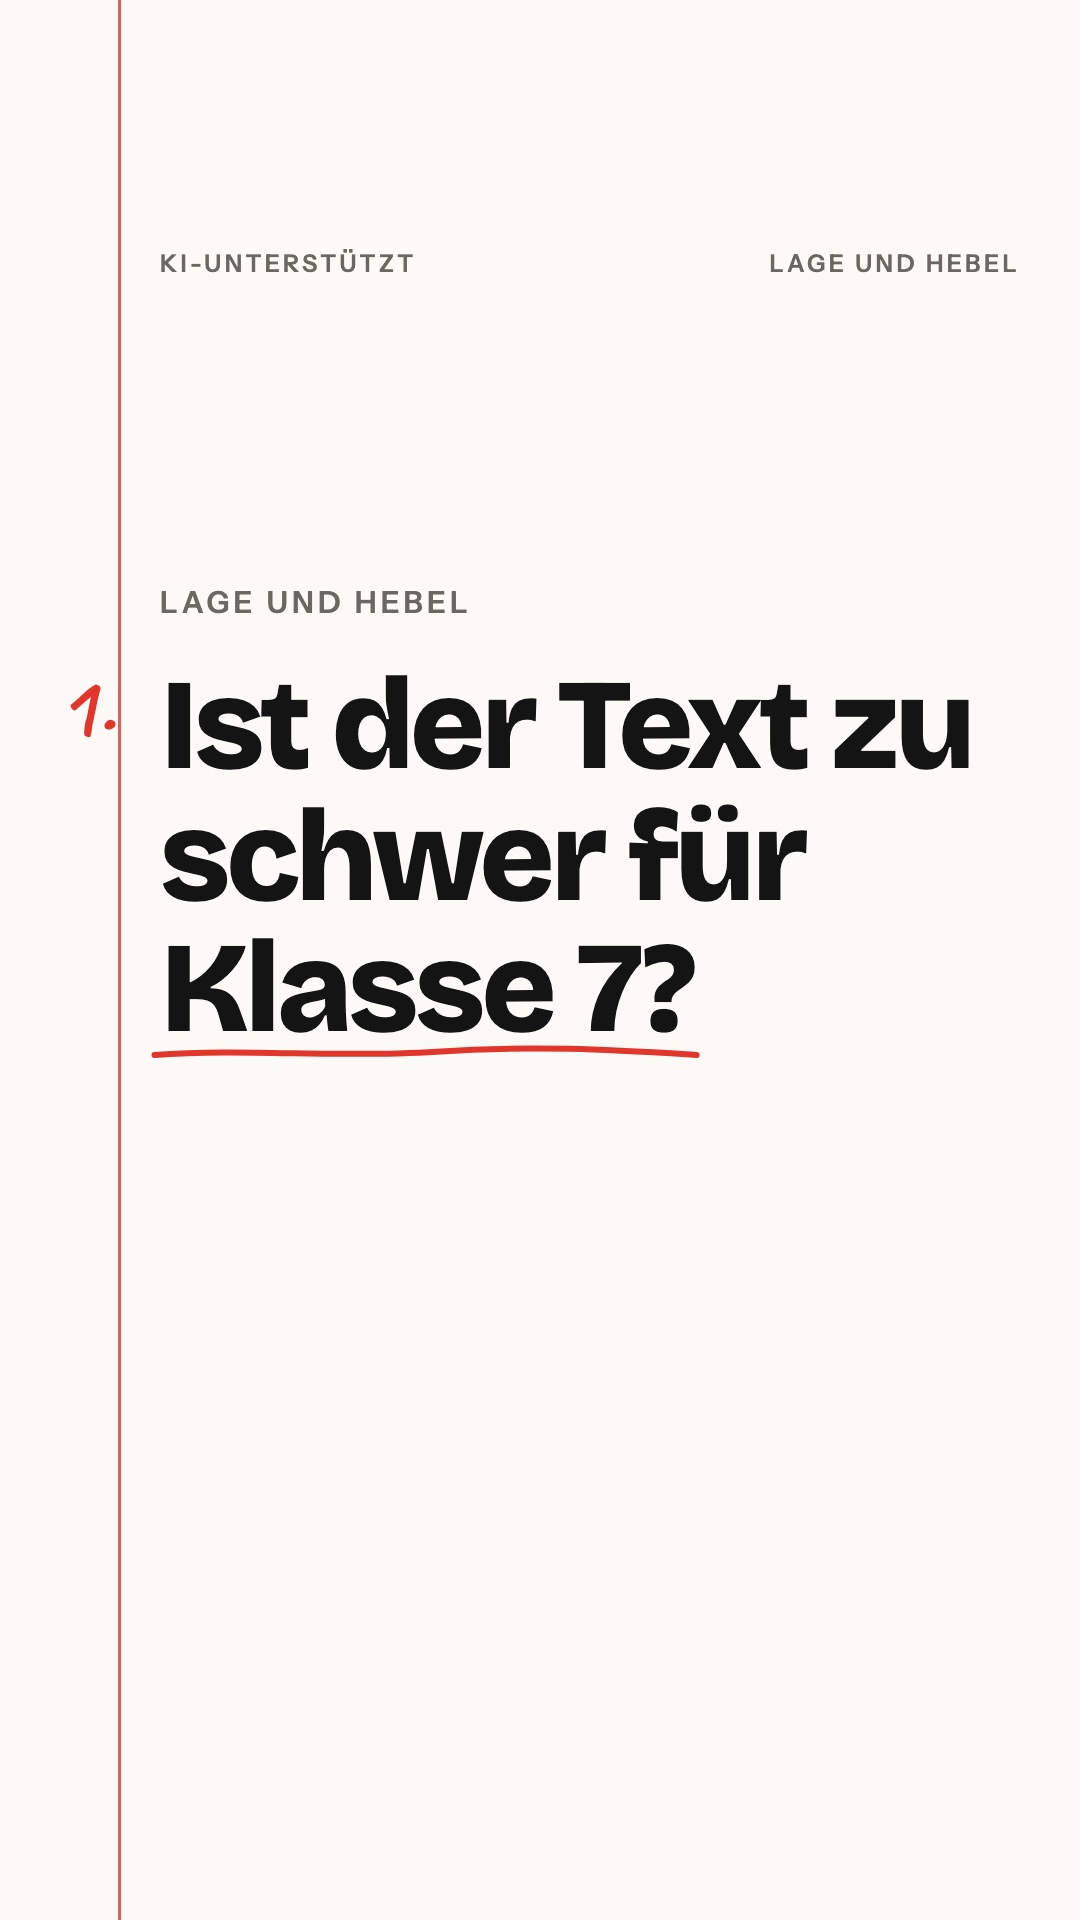 KI-UNTERSTÜTZT
LAGE UND HEBEL
LAGE UND HEBEL
1.
Ist der Text zu
schwer für
Klasse 7?